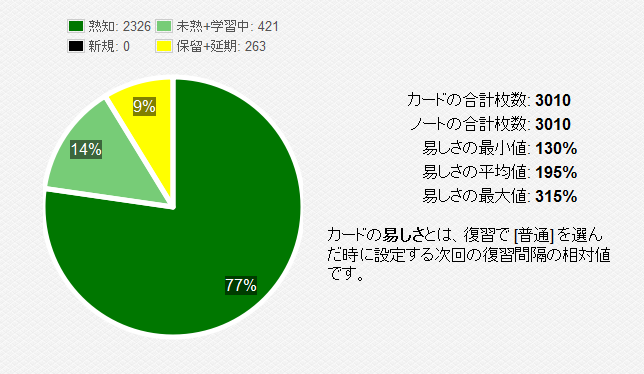 熟知: 2326 未熟+学習中: 421
新規: 0 保留+延期: 263
9%
14%
77%
カードの合計枚数: 3010
ノートの合計枚数: 3010
易しさの最小値: 130%
易しさの平均値: 195%
易しさの最大値: 315%
カードの易しさとは、復習で [普通] を選ん
だ時に設定する次回の復習間隔の相対値
です。